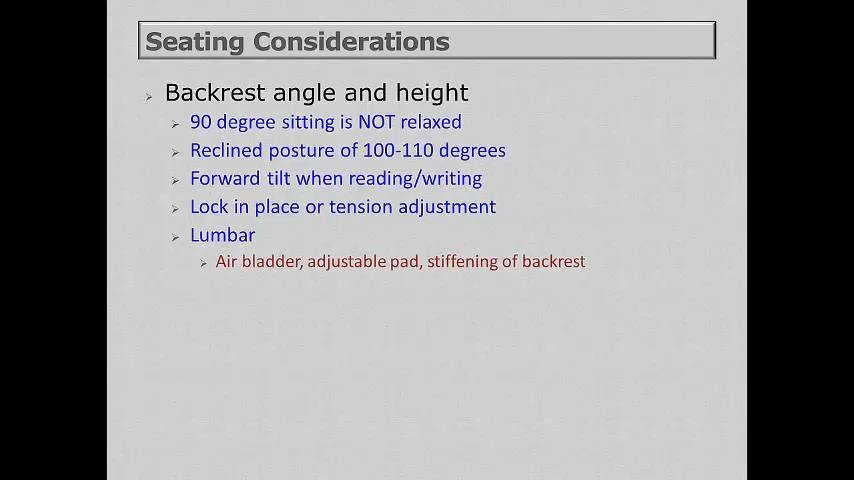 Seating Considerations
Backrest angle and height
90 degree sitting is NOT relaxed
Reclined posture of 100-110 degrees
Forward tilt when reading/writing
Lock in place or tension adjustment
Lumbar
Air bladder, adjustable pad, stiffening of backrest